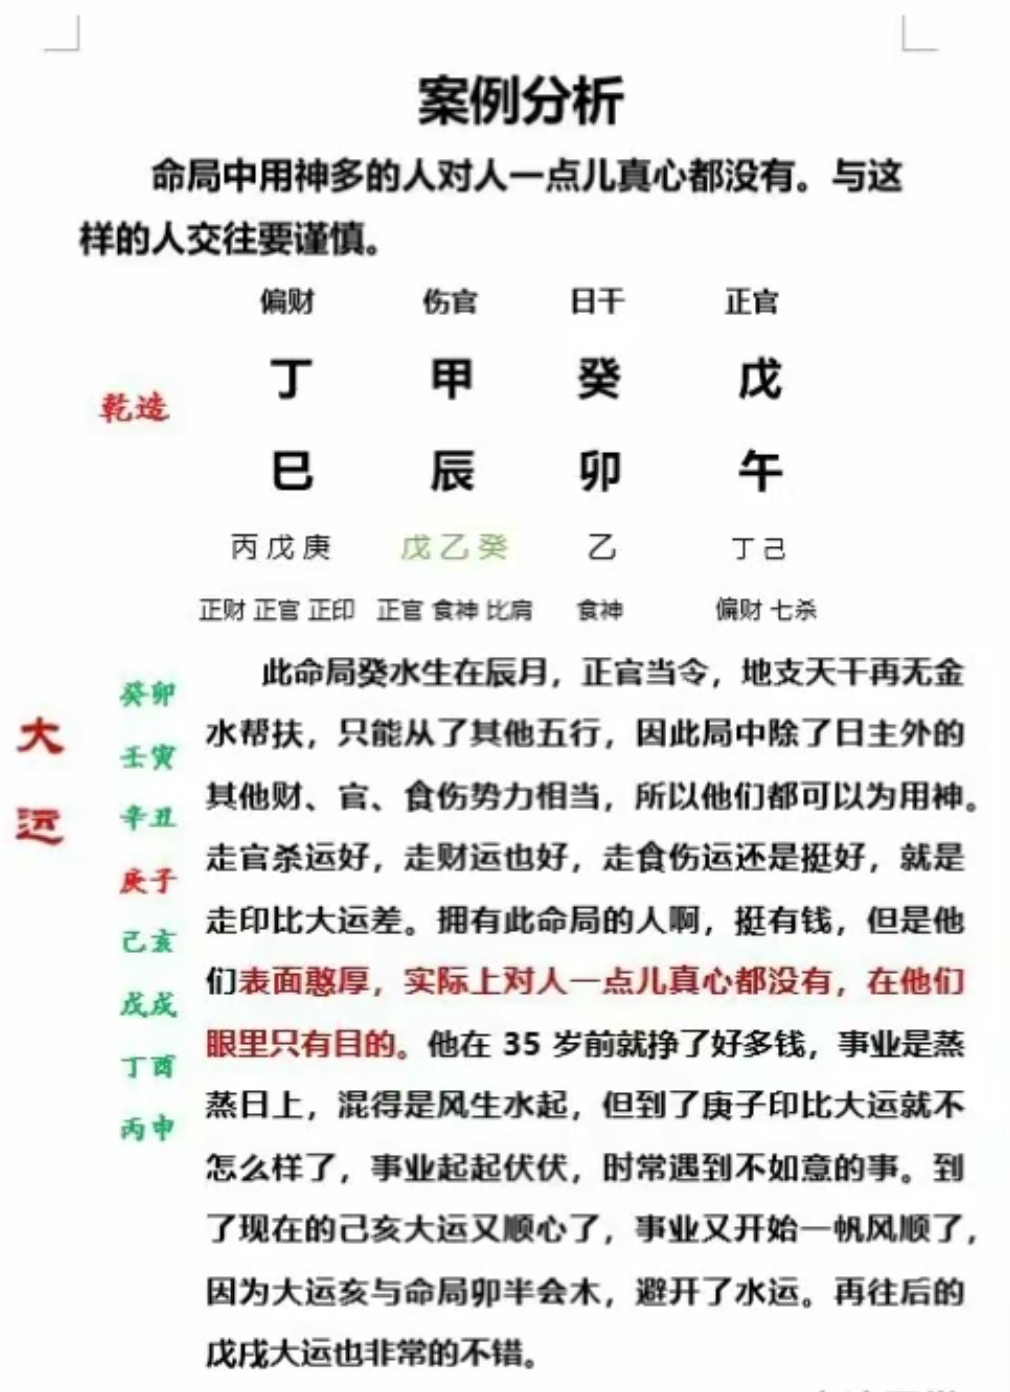 案例分析
命局中用神多的人对人一点儿真心都没有。与这
样的人交往要谨慎。
偏财 伤官 日干 正官
丁 甲 癸 戊
乾造
巳 辰 卯 午
丙 戊 庚 戊 乙 癸 乙 丁 己
正财 正官 正印 正官 食神 比肩 食神 偏财 七杀
大运
癸卯
壬寅
辛丑
庚子
己亥
戊戌
丁酉
丙申
此命局癸水生在辰月，正官当令，地支天干再无金
水帮扶，只能从了其他五行，因此局中除了日主外的
其他财、官、食伤势力相当，所以他们都可以为用神。
走官杀运好，走财运也好，走食伤运还是挺好，就是
走印比大运差。拥有此命局的人啊，挺有钱，但是他
们表面憨厚，实际上对人一点儿真心都没有，在他们
眼里只有目的。他在 35 岁前就挣了好多钱，事业是蒸
蒸日上，混得是风生水起，但到了庚子印比大运就不
怎么样了，事业起起伏伏，时常遇到不如意的事。到
了现在的己亥大运又顺心了，事业又开始一帆风顺了，
因为大运亥与命局卯半会木，避开了水运。再往后的
戊戌大运也非常的不错。